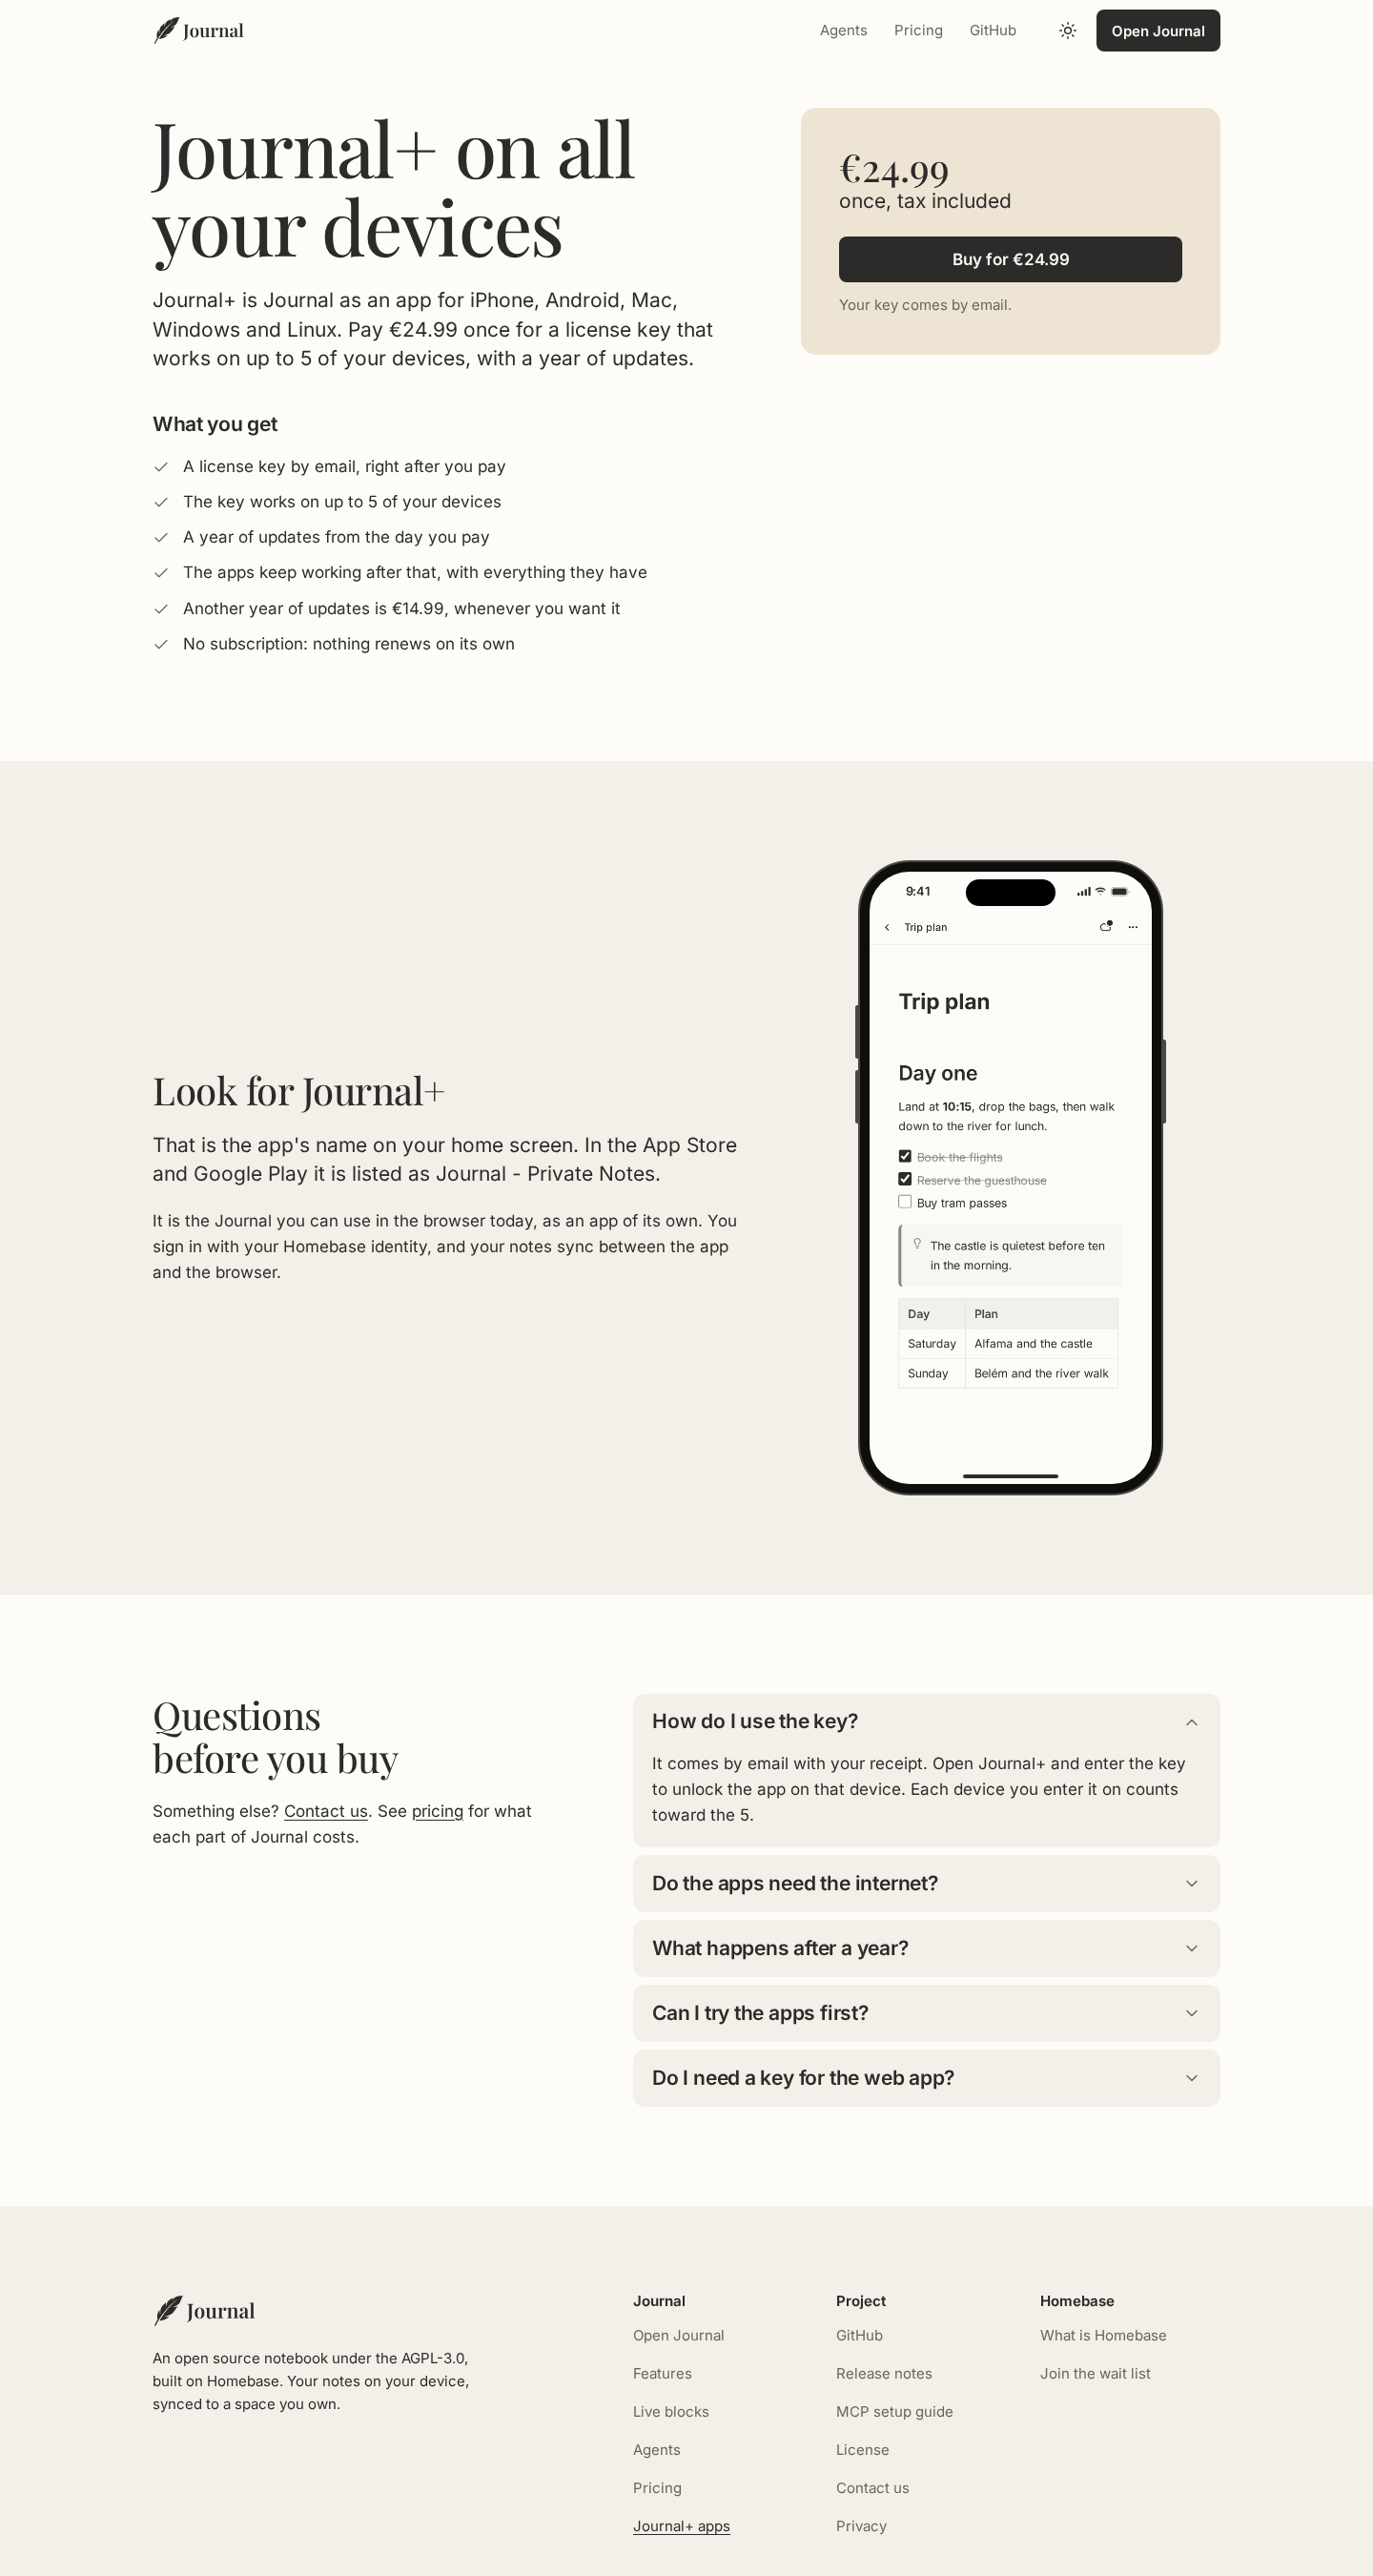 Journal
Agents
Pricing
GitHub
Open Journal
Journal+ on all
your devices
Journal+ is Journal as an app for iPhone, Android, Mac,
Windows and Linux. Pay €24.99 once for a license key that
works on up to 5 of your devices, with a year of updates.
€24.99
once, tax included
Buy for €24.99
Your key comes by email.
What you get
A license key by email, right after you pay
The key works on up to 5 of your devices
A year of updates from the day you pay
The apps keep working after that, with everything they have
Another year of updates is €14.99, whenever you want it
No subscription: nothing renews on its own
Look for Journal+
That is the app's name on your home screen. In the App Store
and Google Play it is listed as Journal - Private Notes.
It is the Journal you can use in the browser today, as an app of its own. You
sign in with your Homebase identity, and your notes sync between the app
and the browser.
9:41
Trip plan
Trip plan
Day one
Land at 10:15, drop the bags, then walk
down to the river for lunch.
Book the flights
Reserve the guesthouse
Buy tram passes
The castle is quietest before ten
in the morning.
Day Plan
Saturday Alfama and the castle
Sunday Belém and the river walk
Questions
before you buy
Something else? Contact us. See pricing for what
each part of Journal costs.
How do I use the key?
It comes by email with your receipt. Open Journal+ and enter the key
to unlock the app on that device. Each device you enter it on counts
toward the 5.
Do the apps need the internet?
What happens after a year?
Can I try the apps first?
Do I need a key for the web app?
Journal
An open source notebook under the AGPL-3.0,
built on Homebase. Your notes on your device,
synced to a space you own.
Journal
Open Journal
Features
Live blocks
Agents
Pricing
Journal+ apps
Project
GitHub
Release notes
MCP setup guide
License
Contact us
Privacy
Homebase
What is Homebase
Join the wait list